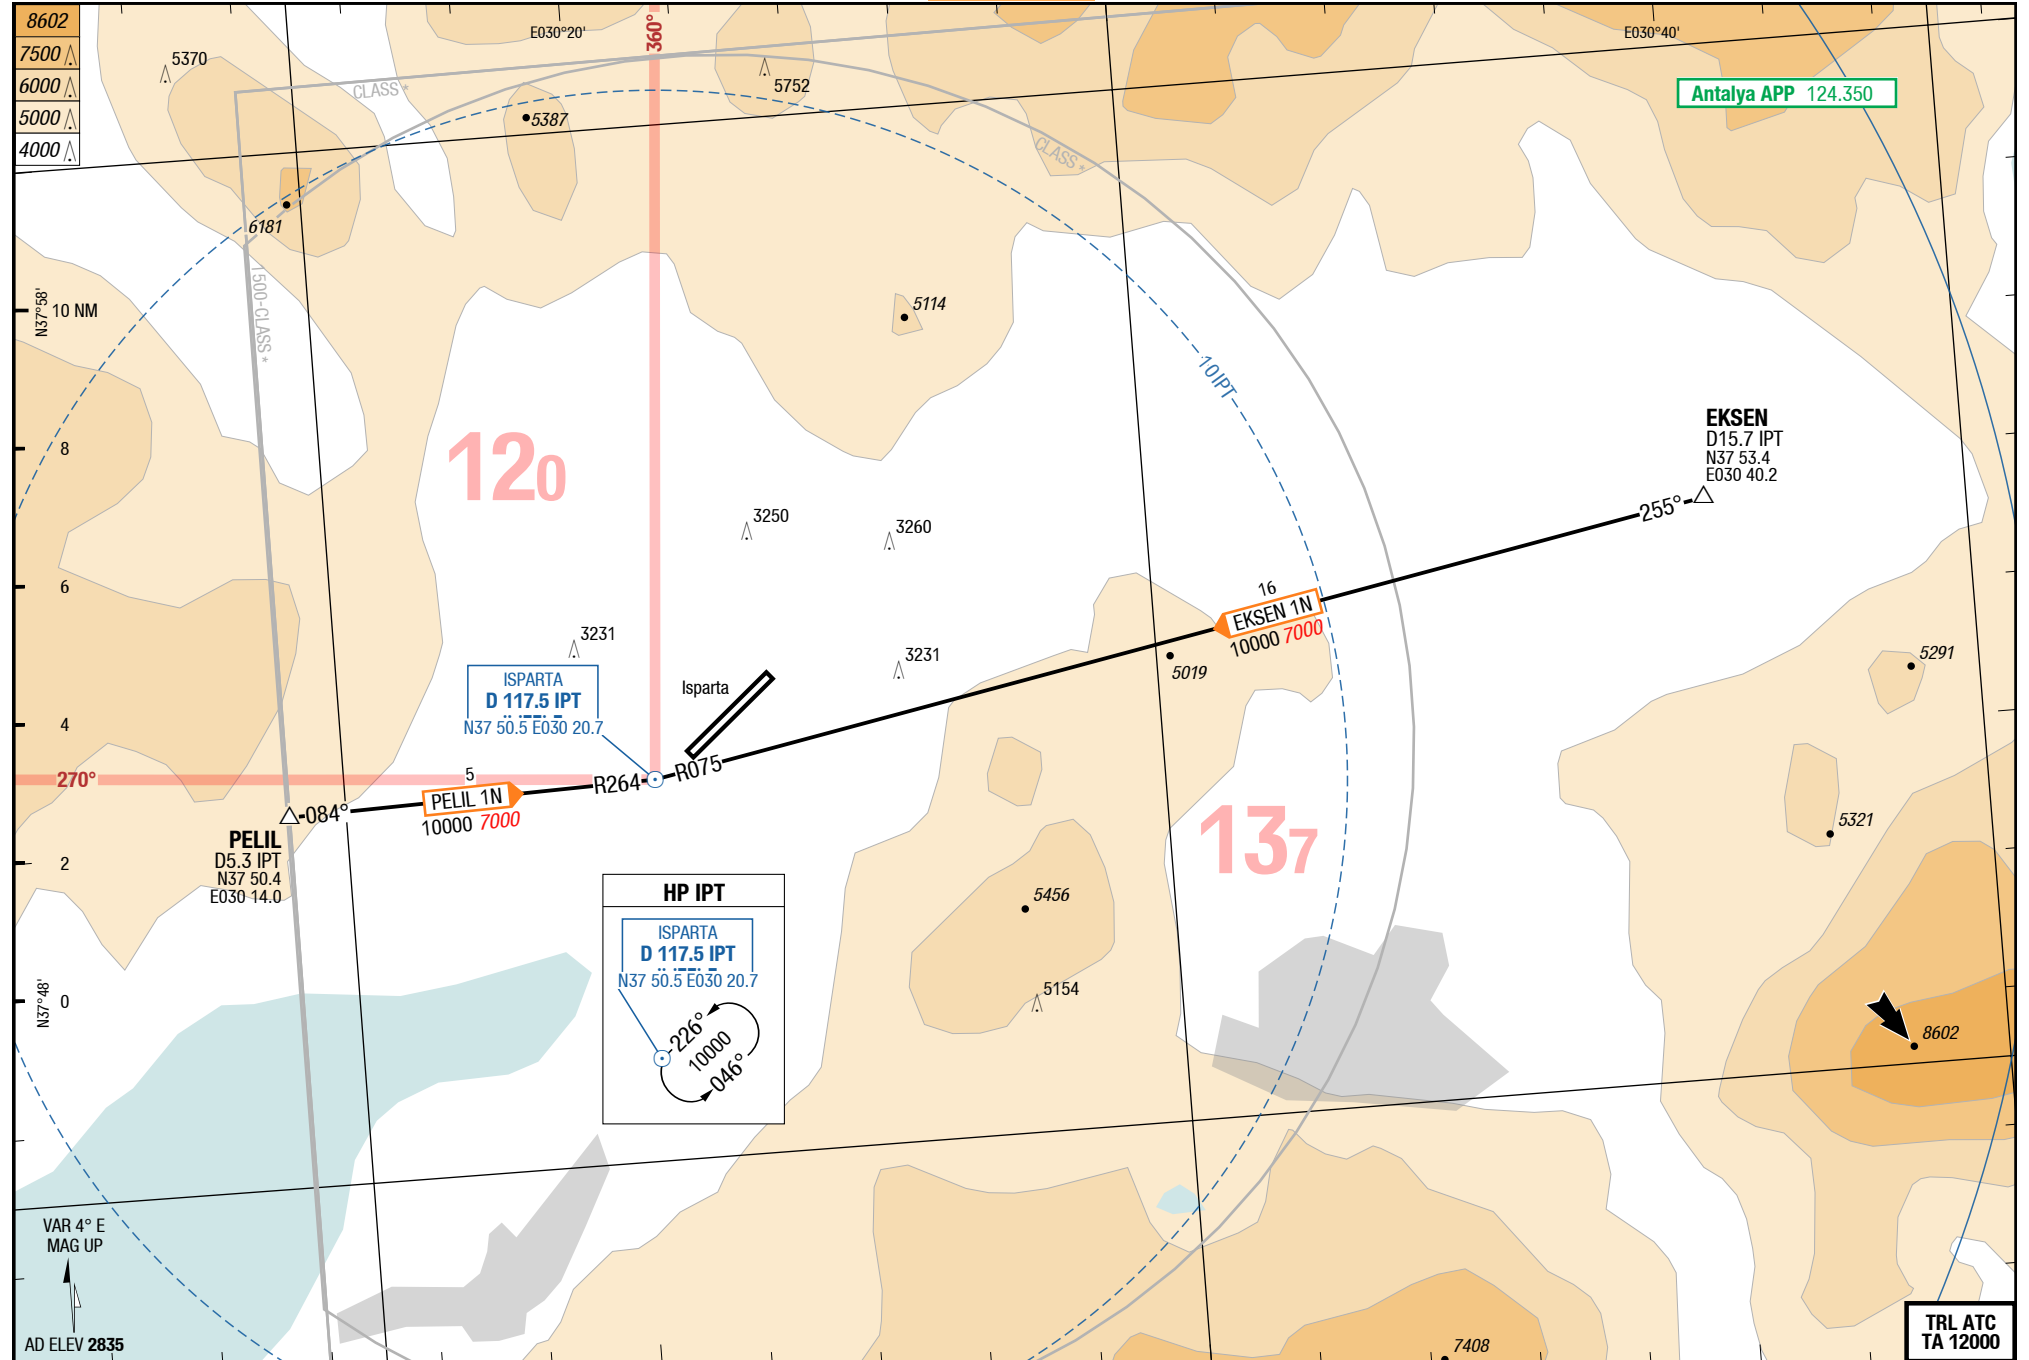 8602
7500
6000
5000
4000
E030°20'
360°
E030°40'
5370
5752
CLASS *
5387
Antalya APP 124.350
CLASS *
6181
1500-CLASS *
N37°58'
10 NM
5114
10 IPT
EKSEN
D15.7 IPT
N37 53.4
E030 40.2
8
120
255°
3250
3260
6
16
EKSEN 1N
10000 7000
3231
3231
5019
5291
ISPARTA
D 117.5 IPT
N37 50.5 E030 20.7
Isparta
4
270°
5
R264
R075
PELIL 1N
10000 7000
084°
PELIL
D5.3 IPT
N37 50.4
E030 14.0
137
5321
2
HP IPT
ISPARTA
D 117.5 IPT
N37 50.5 E030 20.7
226°
10000
046°
5456
5154
N37°48'
0
8602
VAR 4° E
MAG UP
AD ELEV 2835
7408
TRL ATC
TA 12000